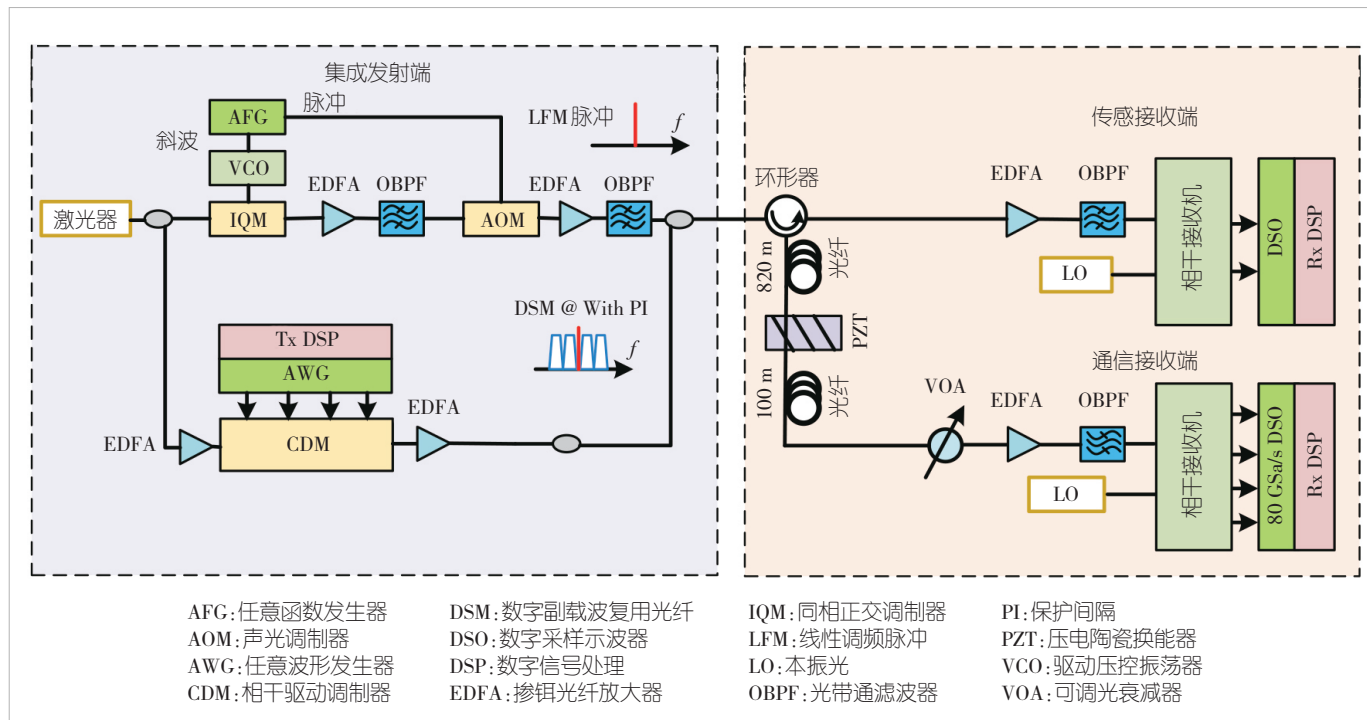 集成发射端
AFG
脉冲
LFM 脉冲
f
斜波
VCO
EDFA
OBPF
EDFA
OBPF
激光器
IQM
AOM
DSM @ With PI
f
Tx DSP
AWG
EDFA
EDFA
CDM
传感接收端
环形器
EDFA
OBPF
相干接收机
DSO
Rx DSP
LO
820 m
光纤
PZT
100 m
光纤
通信接收端
VOA
EDFA
OBPF
相干接收机
80 GSa/s DSO
Rx DSP
LO
AFG:任意函数发生器 DSM:数字副载波复用光纤 IQM:同相正交调制器 PI:保护间隔
AOM:声光调制器 DSO:数字采样示波器 LFM:线性调频脉冲 PZT:压电陶瓷换能器
AWG:任意波形发生器 DSP:数字信号处理 LO:本振光 VCO:驱动压控振荡器
CDM:相干驱动调制器 EDFA:掺铒光纤放大器 OBPF:光带通滤波器 VOA:可调光衰减器